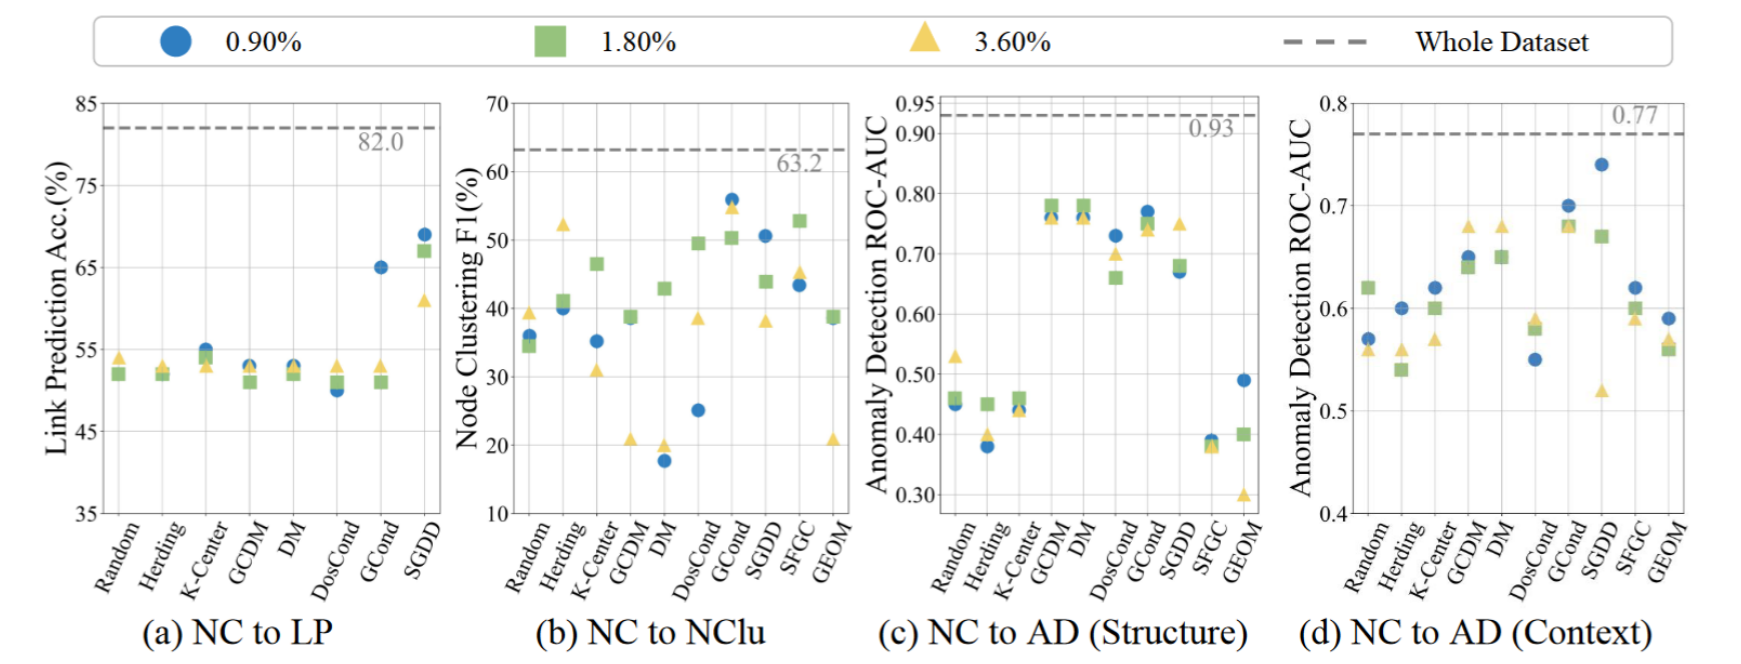 0.90% 1.80% 3.60% Whole Dataset
Link Prediction Acc.(%)
85
75
65
55
45
35
82.0
Random Herding K-Center GCDM DM DosCond GCond SGDD
(a) NC to LP
Node Clustering F1(%)
70
60
50
40
30
20
10
63.2
Random Herding K-Center GCDM DM DosCond GCond SGDD SFGC GEOM
(b) NC to NClu
Anomaly Detection ROC-AUC
0.95
0.90
0.80
0.70
0.60
0.50
0.40
0.30
0.93
Random Herding K-Center GCDM DM DosCond GCond SGDD SFGC GEOM
(c) NC to AD (Structure)
Anomaly Detection ROC-AUC
0.8
0.7
0.6
0.5
0.4
0.77
Random Herding K-Center GCDM DM DosCond GCond SGDD SFGC GEOM
(d) NC to AD (Context)